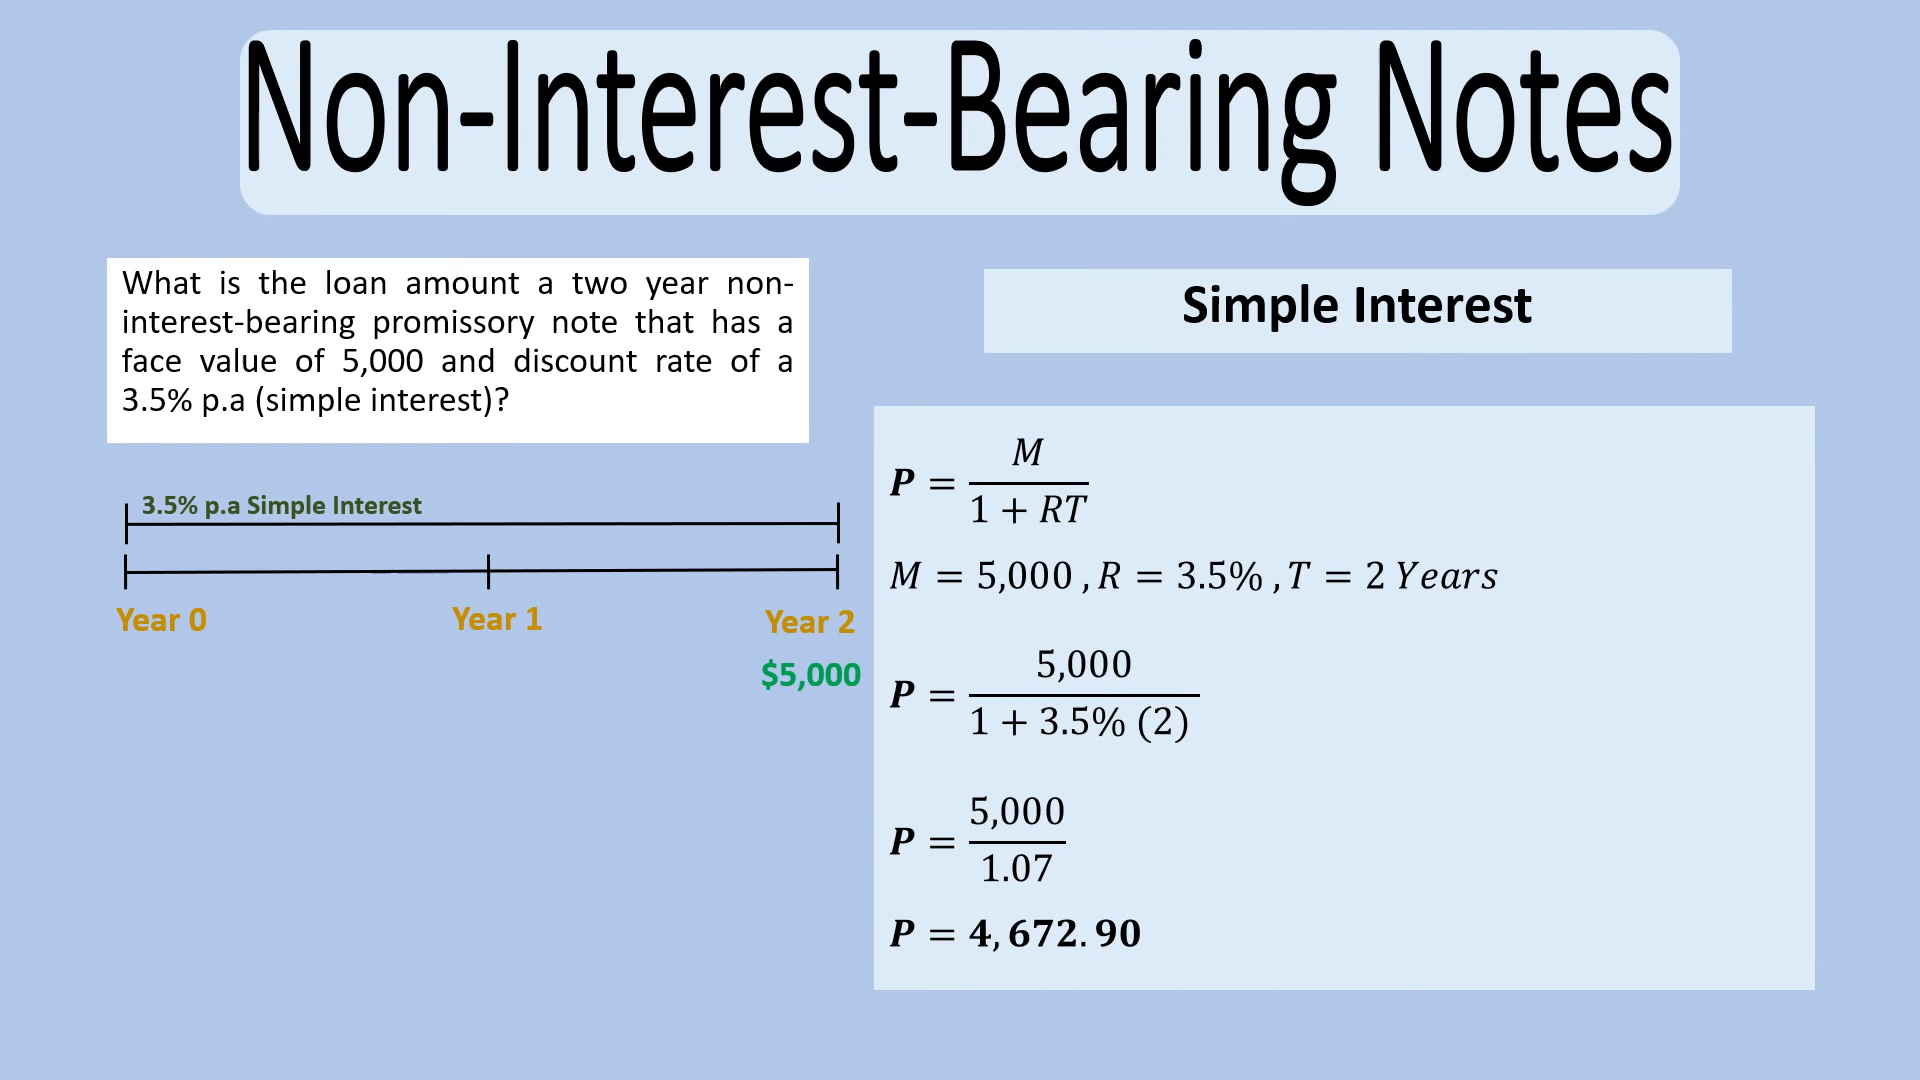 Non-Interest-Bearing Notes
What is the loan amount a two year non-
interest-bearing promissory note that has a
face value of 5,000 and discount rate of a
3.5% p.a (simple interest)?
3.5% p.a Simple Interest
Year 0 Year 1 Year 2
$5,000
Simple Interest
P = M / 1 + RT
M = 5,000 , R = 3.5% , T = 2 Years
P = 5,000 / 1 + 3.5% (2)
P = 5,000 / 1.07
P = 4,672.90